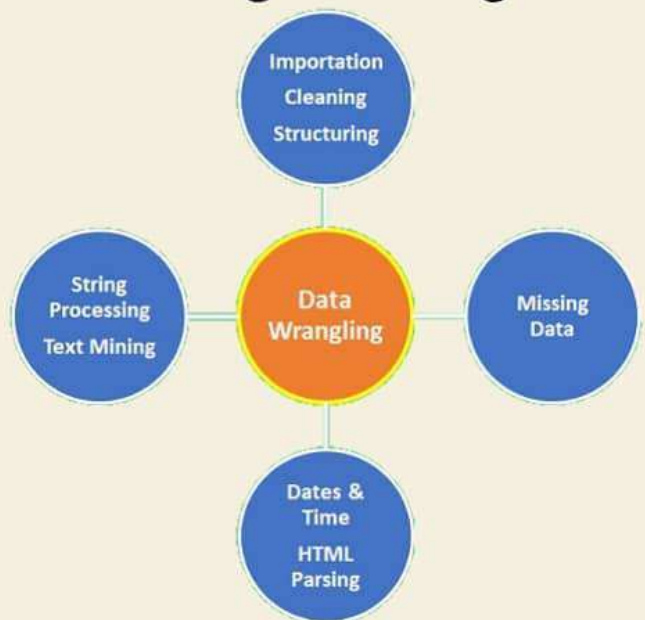 Importation
Cleaning
Structuring
String
Processing
Text Mining
Data
Wrangling
Missing
Data
Dates &
Time
HTML
Parsing